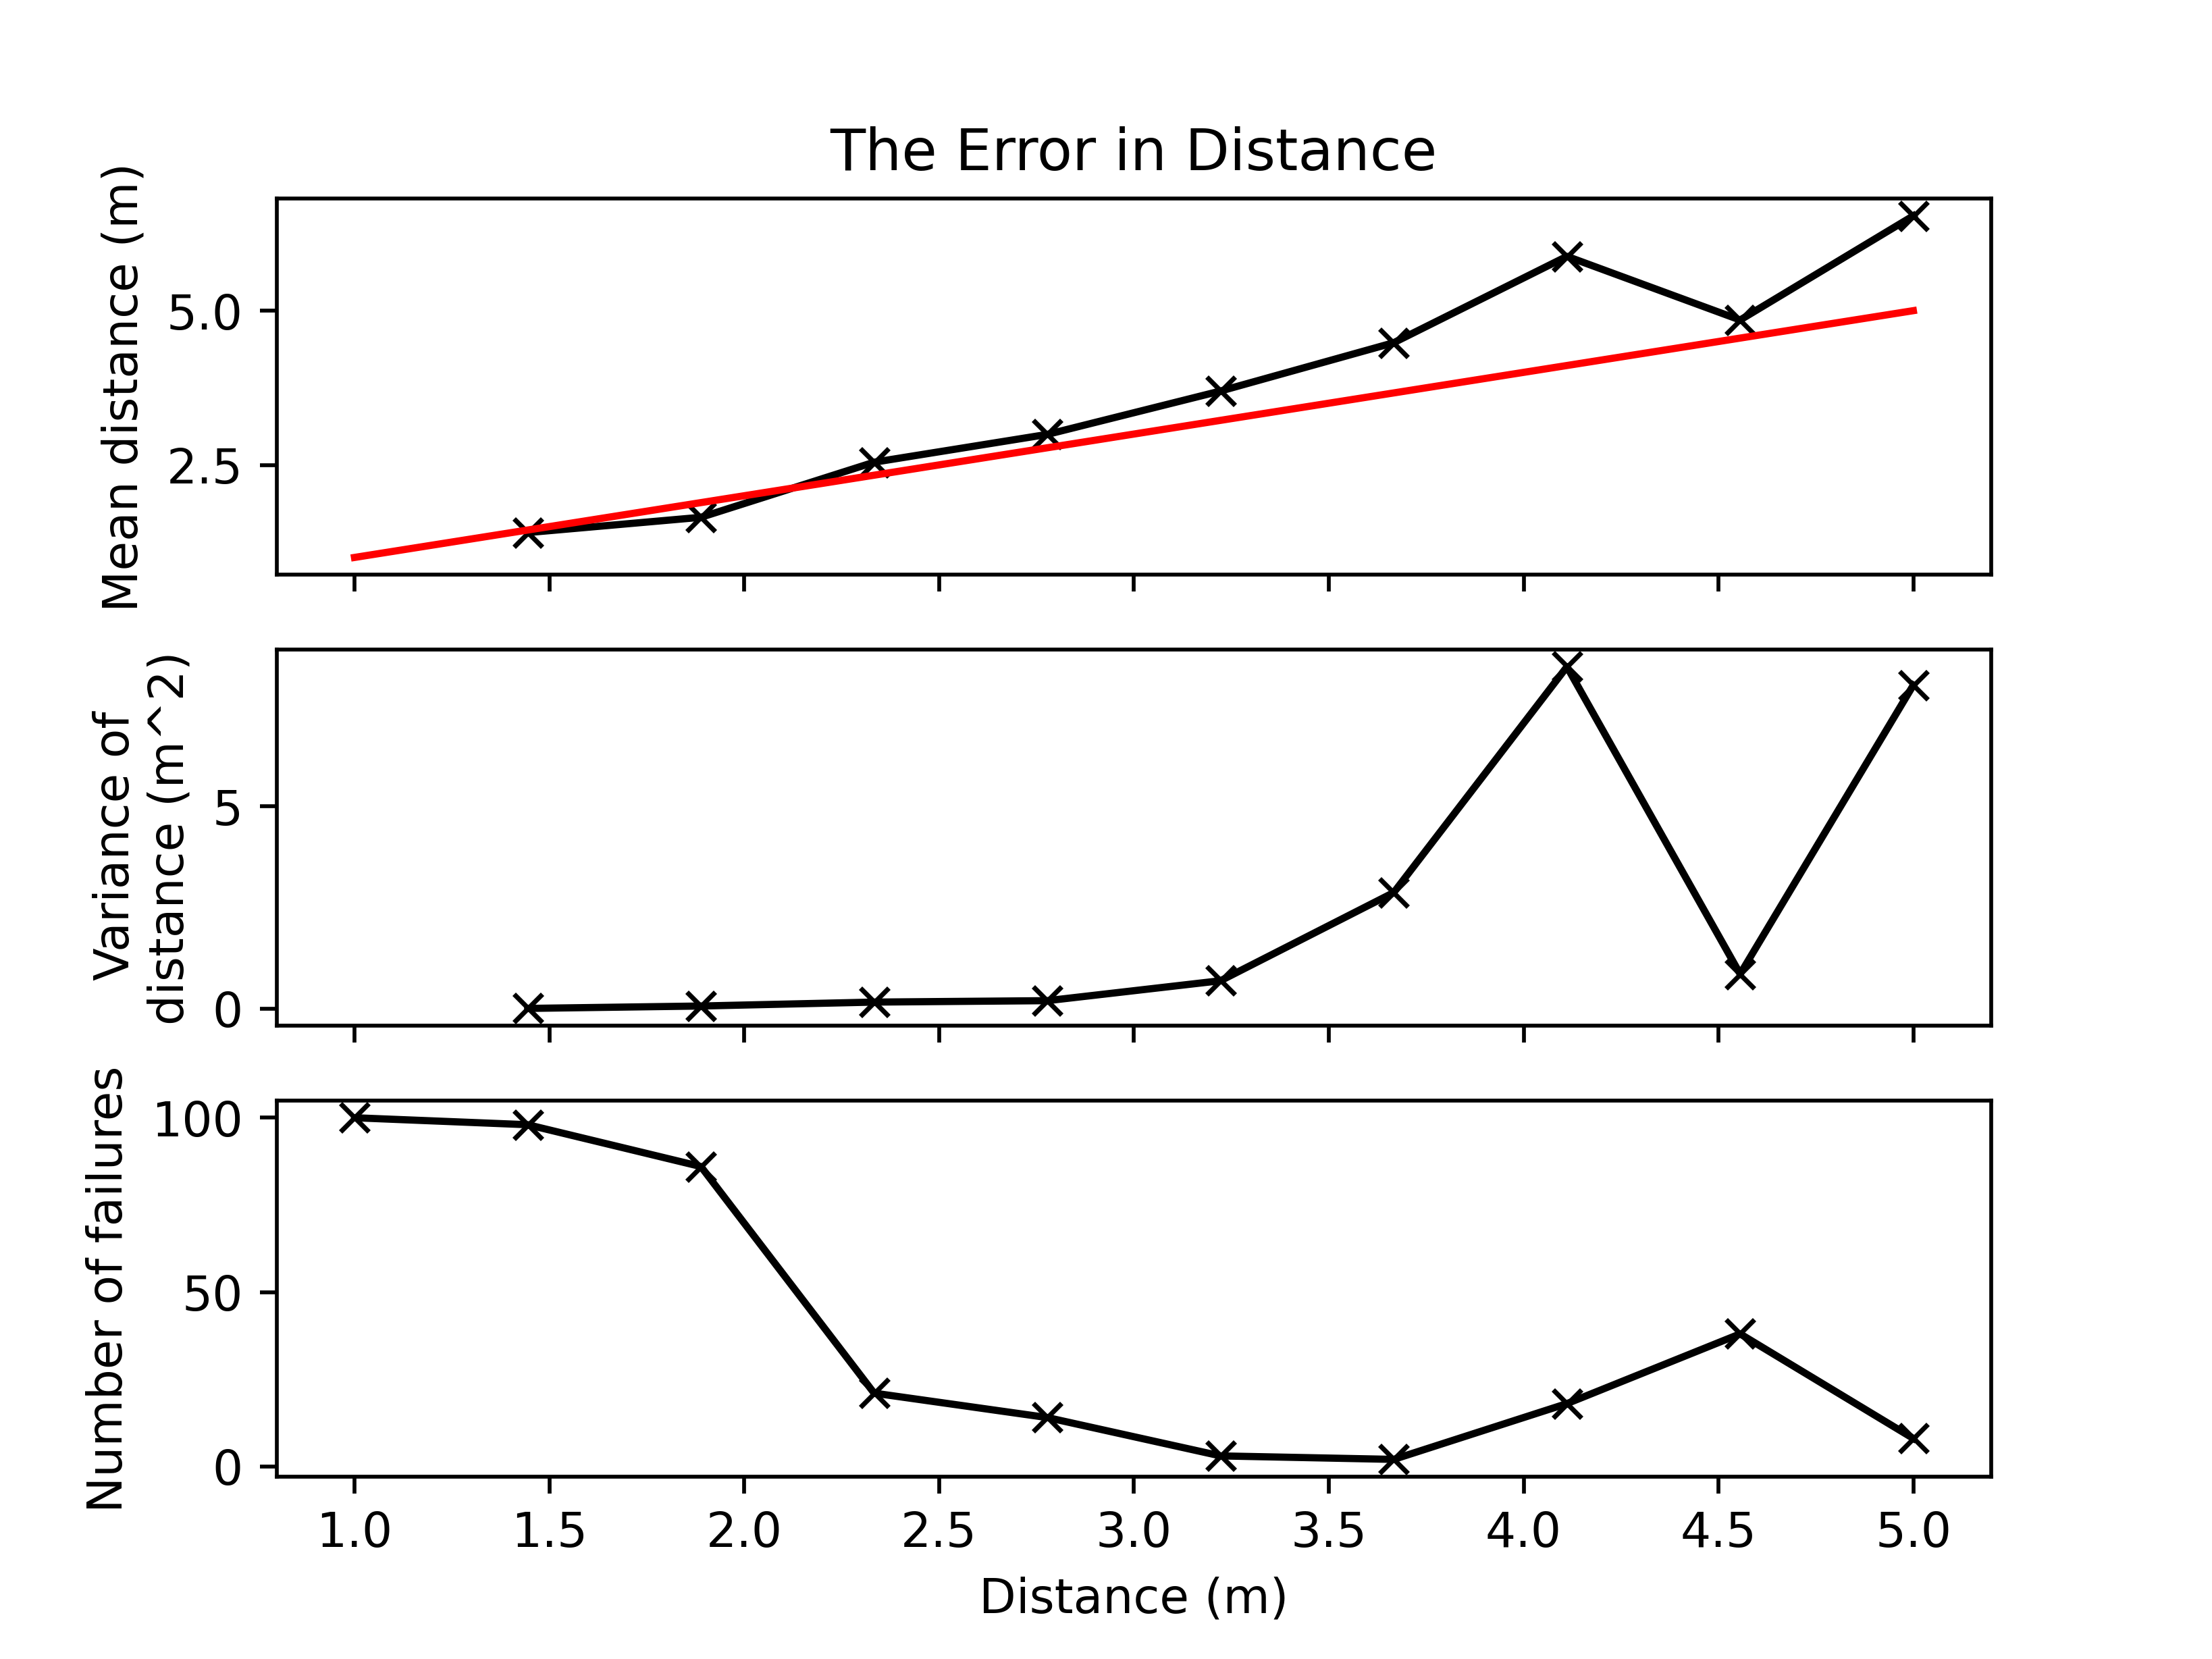 The Error in Distance
Mean distance (m)
5.0
2.5
Variance of
distance (m^2)
5
0
Number of failures
100
50
0
1.0 1.5 2.0 2.5 3.0 3.5 4.0 4.5 5.0
Distance (m)